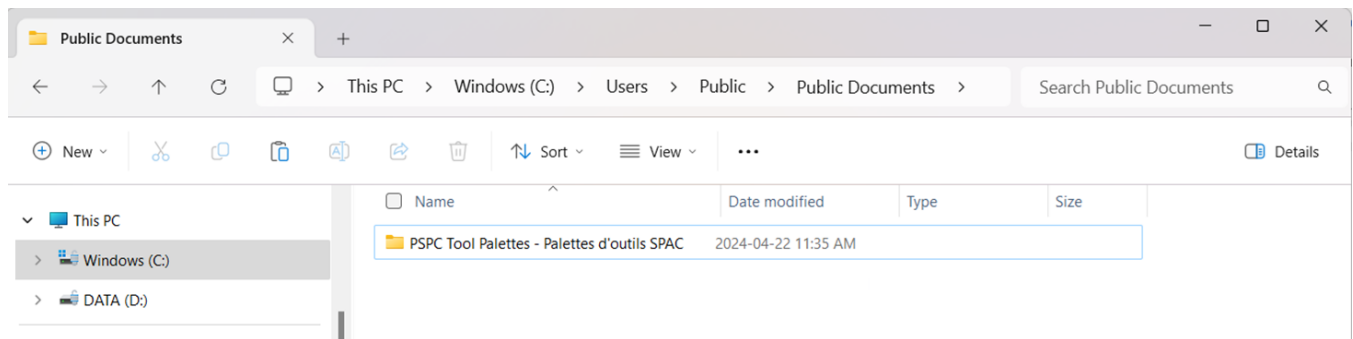 Public Documents
This PC > Windows (C:) > Users > Public > Public Documents >
Search Public Documents
New
Sort
View
Details
This PC
Windows (C:)
DATA (D:)
Name Date modified Type Size
PSPC Tool Palettes - Palettes d'outils SPAC 2024-04-22 11:35 AM